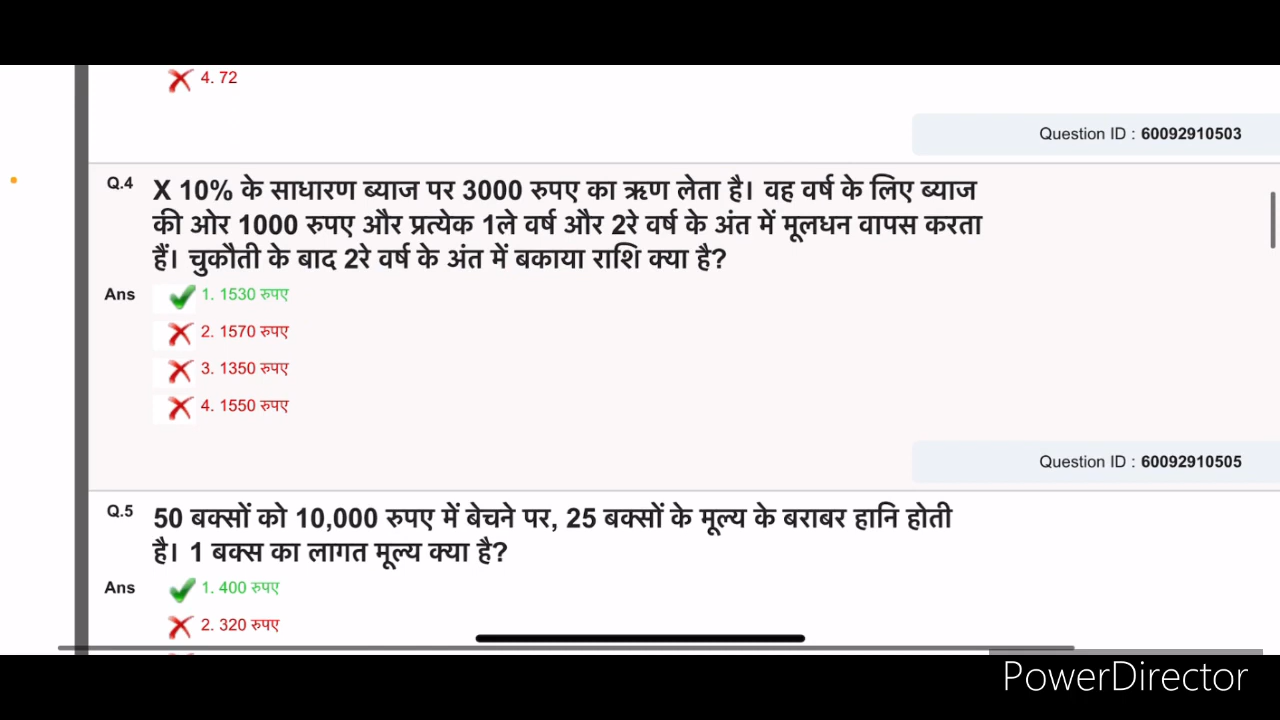 4. 72
Question ID : 60092910503
Q.4 X 10% के साधारण ब्याज पर 3000 रुपए का ऋण लेता है। वह वर्ष के लिए ब्याज
की ओर 1000 रुपए और प्रत्येक 1ले वर्ष और 2रे वर्ष के अंत में मूलधन वापस करता
हैं। चुकौती के बाद 2रे वर्ष के अंत में बकाया राशि क्या है?
Ans 1. 1530 रुपए
2. 1570 रुपए
3. 1350 रुपए
4. 1550 रुपए
Question ID : 60092910505
Q.5 50 बक्सों को 10,000 रुपए में बेचने पर, 25 बक्सों के मूल्य के बराबर हानि होती
है। 1 बक्स का लागत मूल्य क्या है?
Ans 1. 400 रुपए
2. 320 रुपए
PowerDirector